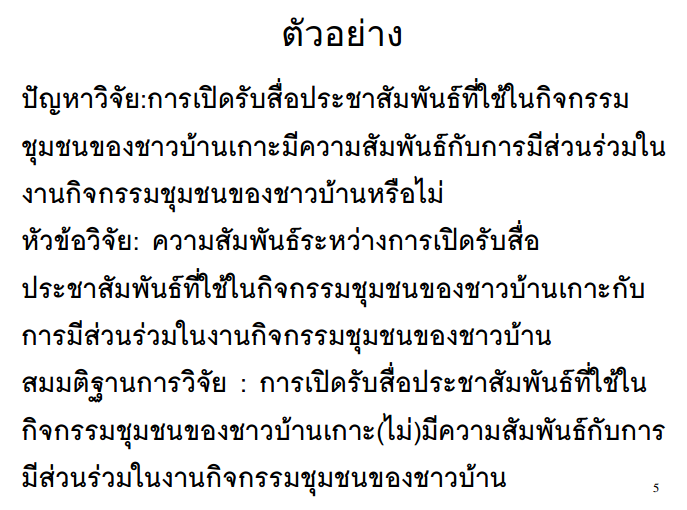 ตัวอย่าง
ปัญหาวิจัย:การเปิดรับสื่อประชาสัมพันธ์ที่ใช้ในกิจกรรม
ชุมชนของชาวบ้านเกาะมีความสัมพันธ์กับการมีส่วนร่วมใน
งานกิจกรรมชุมชนของชาวบ้านหรือไม่
หัวข้อวิจัย: ความสัมพันธ์ระหว่างการเปิดรับสื่อ
ประชาสัมพันธ์ที่ใช้ในกิจกรรมชุมชนของชาวบ้านเกาะกับ
การมีส่วนร่วมในงานกิจกรรมชุมชนของชาวบ้าน
สมมติฐานการวิจัย : การเปิดรับสื่อประชาสัมพันธ์ที่ใช้ใน
กิจกรรมชุมชนของชาวบ้านเกาะ(ไม่)มีความสัมพันธ์กับการ
มีส่วนร่วมในงานกิจกรรมชุมชนของชาวบ้าน
5